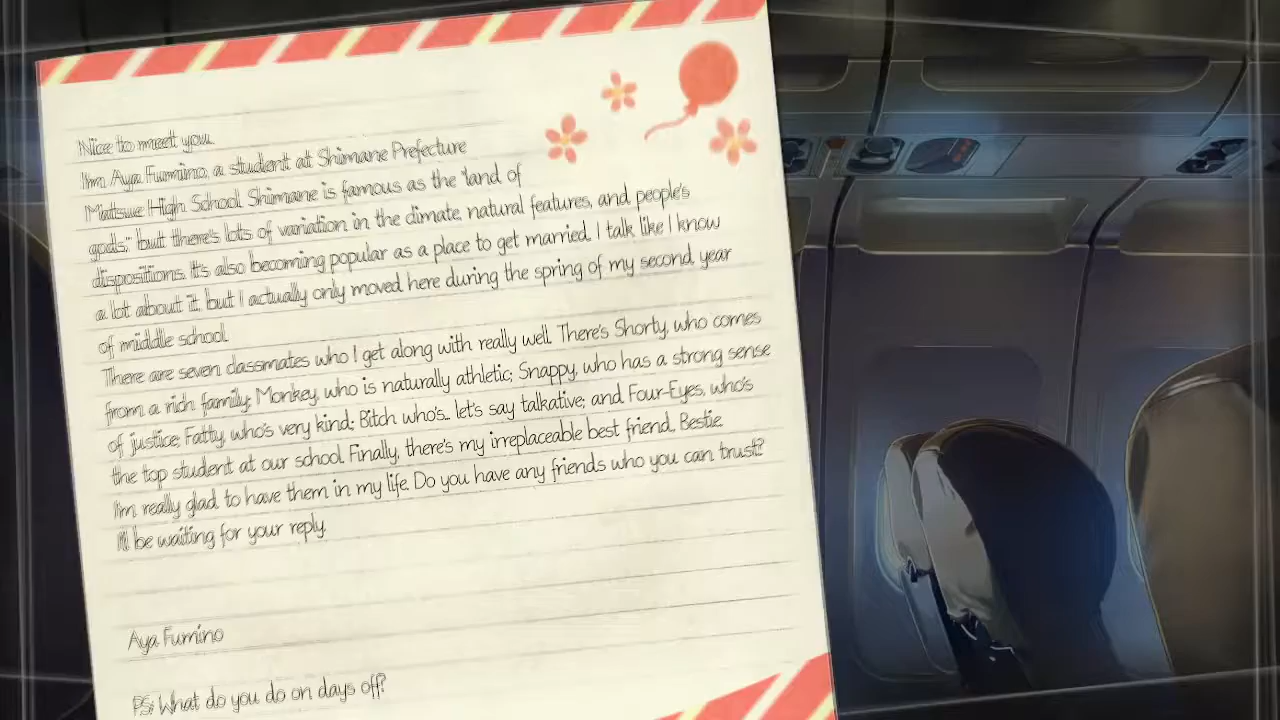 Nice to meet you.
I'm Aya Fumino, a student at Shimane Prefecture
Matsue High School. Shimane is famous as the "land of
gods," but there's lots of variation in the climate, natural features, and people's
dispositions. It's also becoming popular as a place to get married. I talk like I know
a lot about it, but I actually only moved here during the spring of my second year
of middle school.
There are seven classmates who I get along with really well. There's Shorty, who comes
from a rich family; Monkey, who is naturally athletic; Snappy, who has a strong sense
of justice; Fatty, who's very kind; Bitch who's... let's say talkative; and Four-Eyes, who's
the top student at our school. Finally, there's my irreplaceable best friend, Bestie.
I'm really glad to have them in my life. Do you have any friends who you can trust?
I'll be waiting for your reply.
Aya Fumino
PS: What do you do on days off?